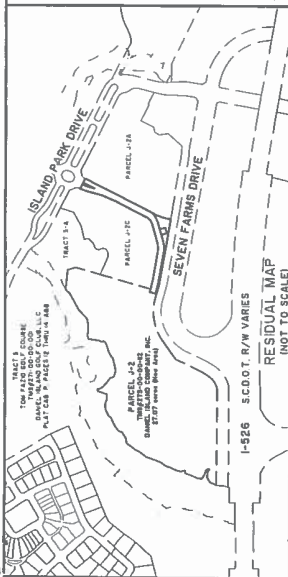 ISLAND PARK DRIVE
PARCEL J-2A
TRACT 5-A
PARCEL J-2C
SEVEN FARMS DRIVE
TRACT 5
TOM FAZIO GOLF COURSE
DANIEL ISLAND GOLF CLUB, LLC
PARCEL J-2
DANIEL ISLAND COMPANY, INC.
I-526
S.C.D.O.T. R/W VARIES
RESIDUAL MAP
(NOT TO SCALE)